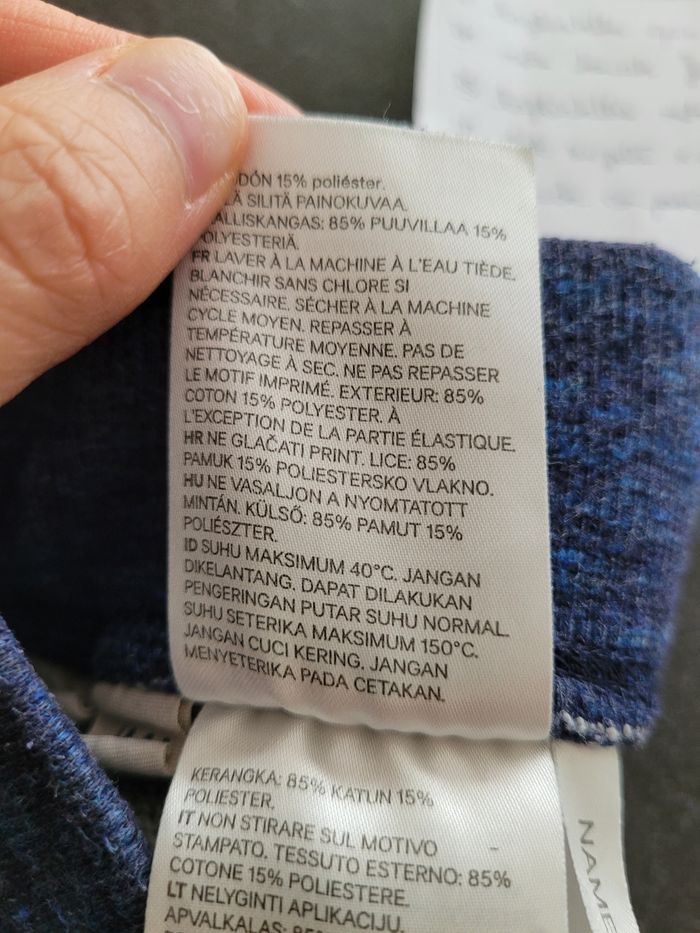 DÓN 15% poliéster.
Ä SILITÄ PAINOKUVAA.
ALLISKANGAS: 85% PUUVILLAA 15%
POLYESTERIÄ.
FR LAVER À LA MACHINE À L'EAU TIÈDE.
BLANCHIR SANS CHLORE SI
NÉCESSAIRE. SÉCHER À LA MACHINE
CYCLE MOYEN. REPASSER À
TEMPÉRATURE MOYENNE. PAS DE
NETTOYAGE À SEC. NE PAS REPASSER
LE MOTIF IMPRIMÉ. EXTERIEUR: 85%
COTON 15% POLYESTER. À
L'EXCEPTION DE LA PARTIE ÉLASTIQUE.
HR NE GLAČATI PRINT. LICE: 85%
PAMUK 15% POLIESTERSKO VLAKNO.
HU NE VASALJON A NYOMTATOTT
MINTÁN. KÜLSŐ: 85% PAMUT 15%
POLIÉSZTER.
ID SUHU MAKSIMUM 40°C. JANGAN
DIKELANTANG. DAPAT DILAKUKAN
PENGERINGAN PUTAR SUHU NORMAL.
SUHU SETERIKA MAKSIMUM 150°C.
JANGAN CUCI KERING. JANGAN
MENYETERIKA PADA CETAKAN.
KERANGKA: 85% KATUN 15%
POLIESTER.
IT NON STIRARE SUL MOTIVO
STAMPATO. TESSUTO ESTERNO: 85%
COTONE 15% POLIESTERE.
LT NELYGINTI APLIKACIJŲ.
APVALKALAS: 85%
NAME